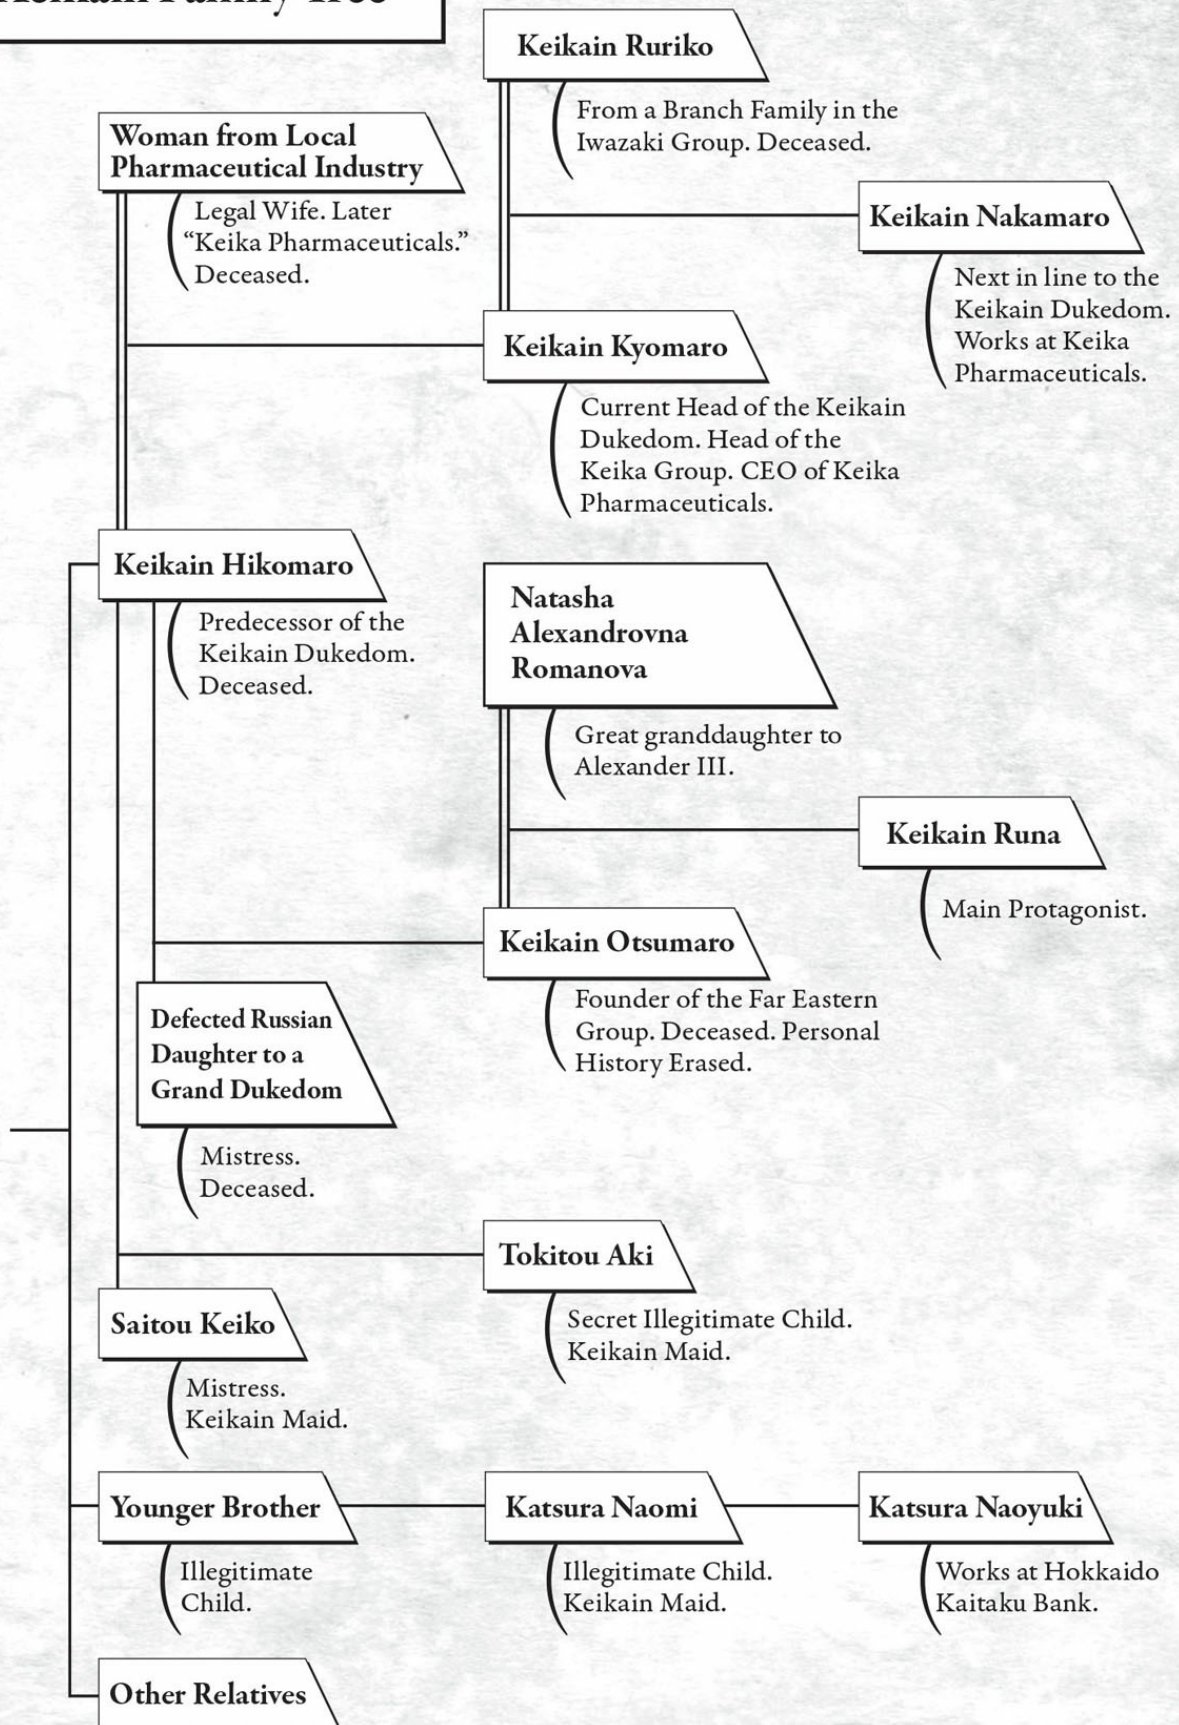 Family Tree
Keikain Ruriko
From a Branch Family in the
Iwazaki Group. Deceased.
Woman from Local
Pharmaceutical Industry
Legal Wife. Later
“Keika Pharmaceuticals.”
Deceased.
Keikain Nakamaro
Next in line to the
Keikain Dukedom.
Works at Keika
Pharmaceuticals.
Keikain Kyomaro
Current Head of the Keikain
Dukedom. Head of the
Keika Group. CEO of Keika
Pharmaceuticals.
Keikain Hikomaro
Predecessor of the
Keikain Dukedom.
Deceased.
Natasha
Alexandrovna
Romanova
Great granddaughter to
Alexander III.
Keikain Runa
Main Protagonist.
Keikain Otsumaro
Founder of the Far Eastern
Group. Deceased. Personal
History Erased.
Defected Russian
Daughter to a
Grand Dukedom
Mistress.
Deceased.
Tokitou Aki
Secret Illegitimate Child.
Keikain Maid.
Saitou Keiko
Mistress.
Keikain Maid.
Younger Brother
Illegitimate
Child.
Katsura Naomi
Illegitimate Child.
Keikain Maid.
Katsura Naoyuki
Works at Hokkaido
Kaitaku Bank.
Other Relatives